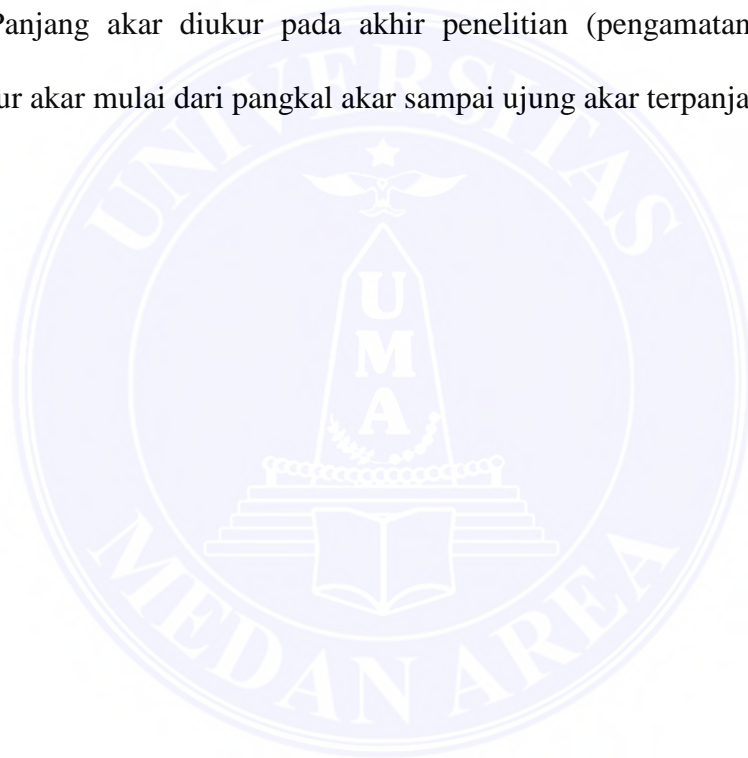 Panjang akar diukur pada akhir penelitian (pengamatan
ur akar mulai dari pangkal akar sampai ujung akar terpanja
UNIVERSITAS
UMA
MEDAN AREA